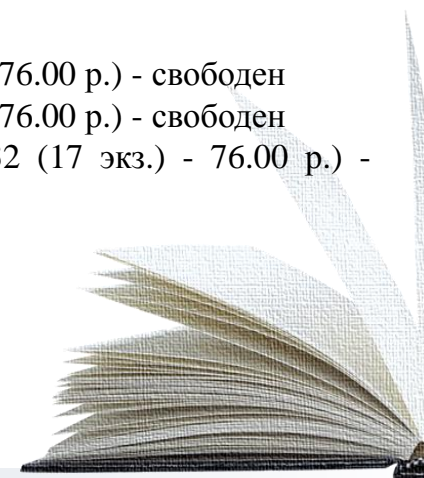 76.00 р.) - свободен
76.00 р.) - свободен
2 (17 экз.) - 76.00 р.) -